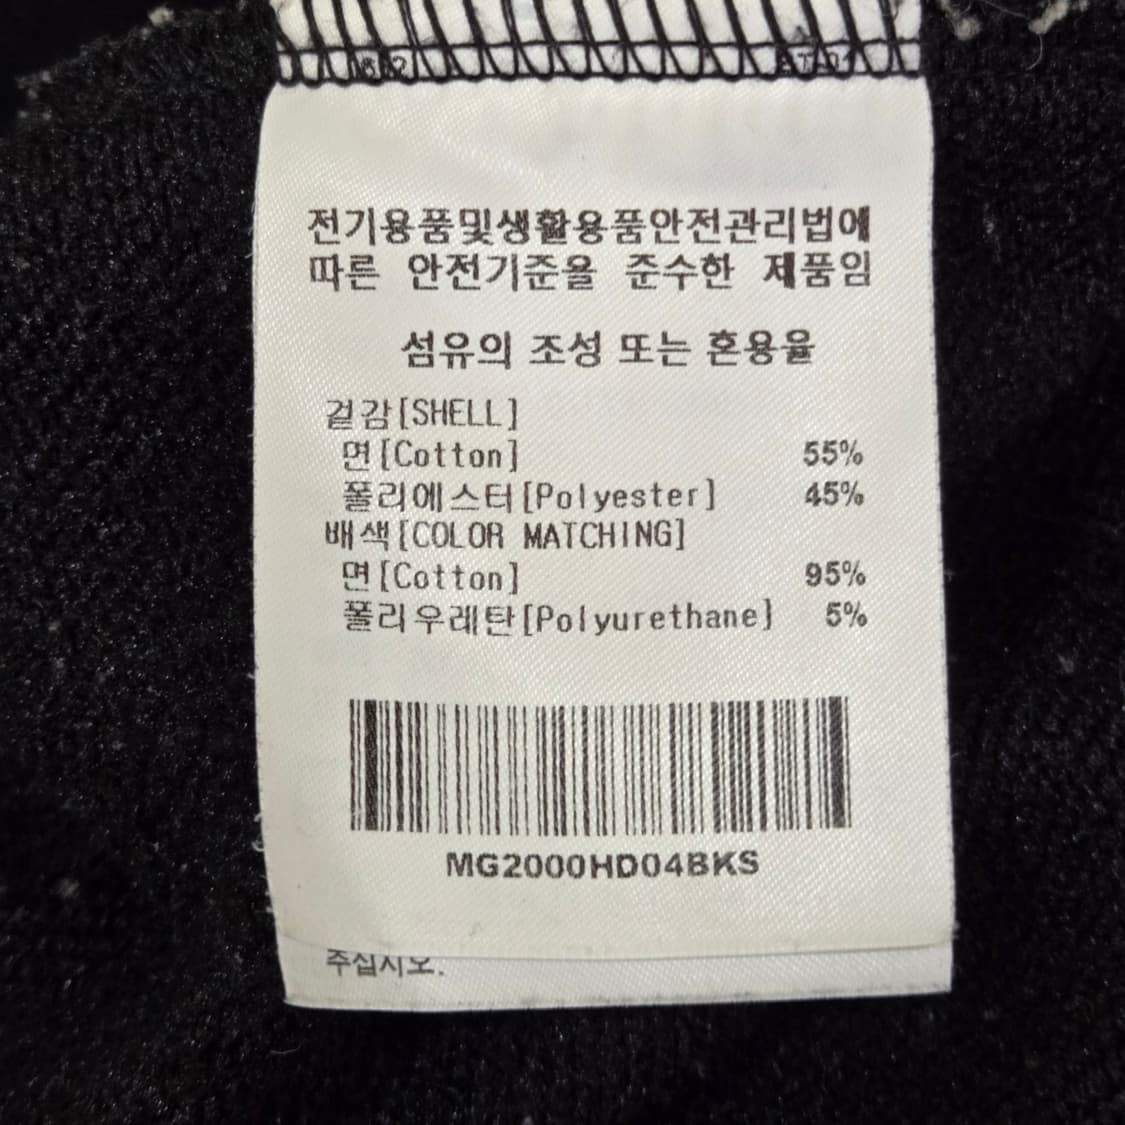 전기용품및생활용품안전관리법에
따른 안전기준을 준수한 제품임
섬유의 조성 또는 혼용율
겉감[SHELL]
면[Cotton] 55%
폴리에스터[Polyester] 45%
배색[COLOR MATCHING]
면[Cotton] 95%
폴리우레탄[Polyurethane] 5%
MG2000HD04BKS
주십시오.